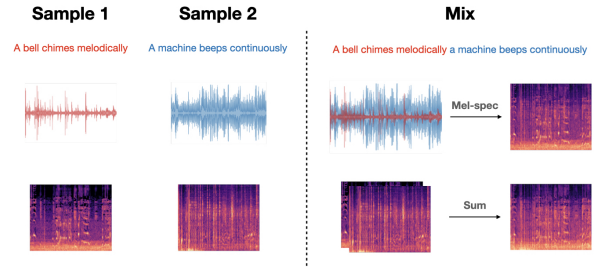 Sample 1
Sample 2
Mix
A bell chimes melodically
A machine beeps continuously
A bell chimes melodically a machine beeps continuously
Mel-spec
Sum